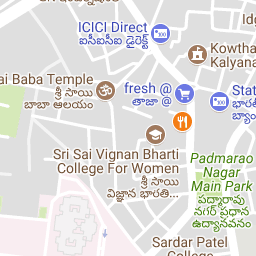 ICICI Direct
ఐసీఐసీఐ డైరెక్ట్
Kowtha
Kalyana
ai Baba Temple
శ్రీ సాయి
బాబా ఆలయం
fresh @
తాజా @
Stat
భారతీ
బ్యాం
Sri Sai Vignan Bharti
College For Women
శ్రీ సాయి
విజ్ఞాన భారతి...
Padmarao
Nagar
Main Park
పద్మారావు
నగర్ ప్రధాన
ఉద్యానవనం
Sardar Patel
College